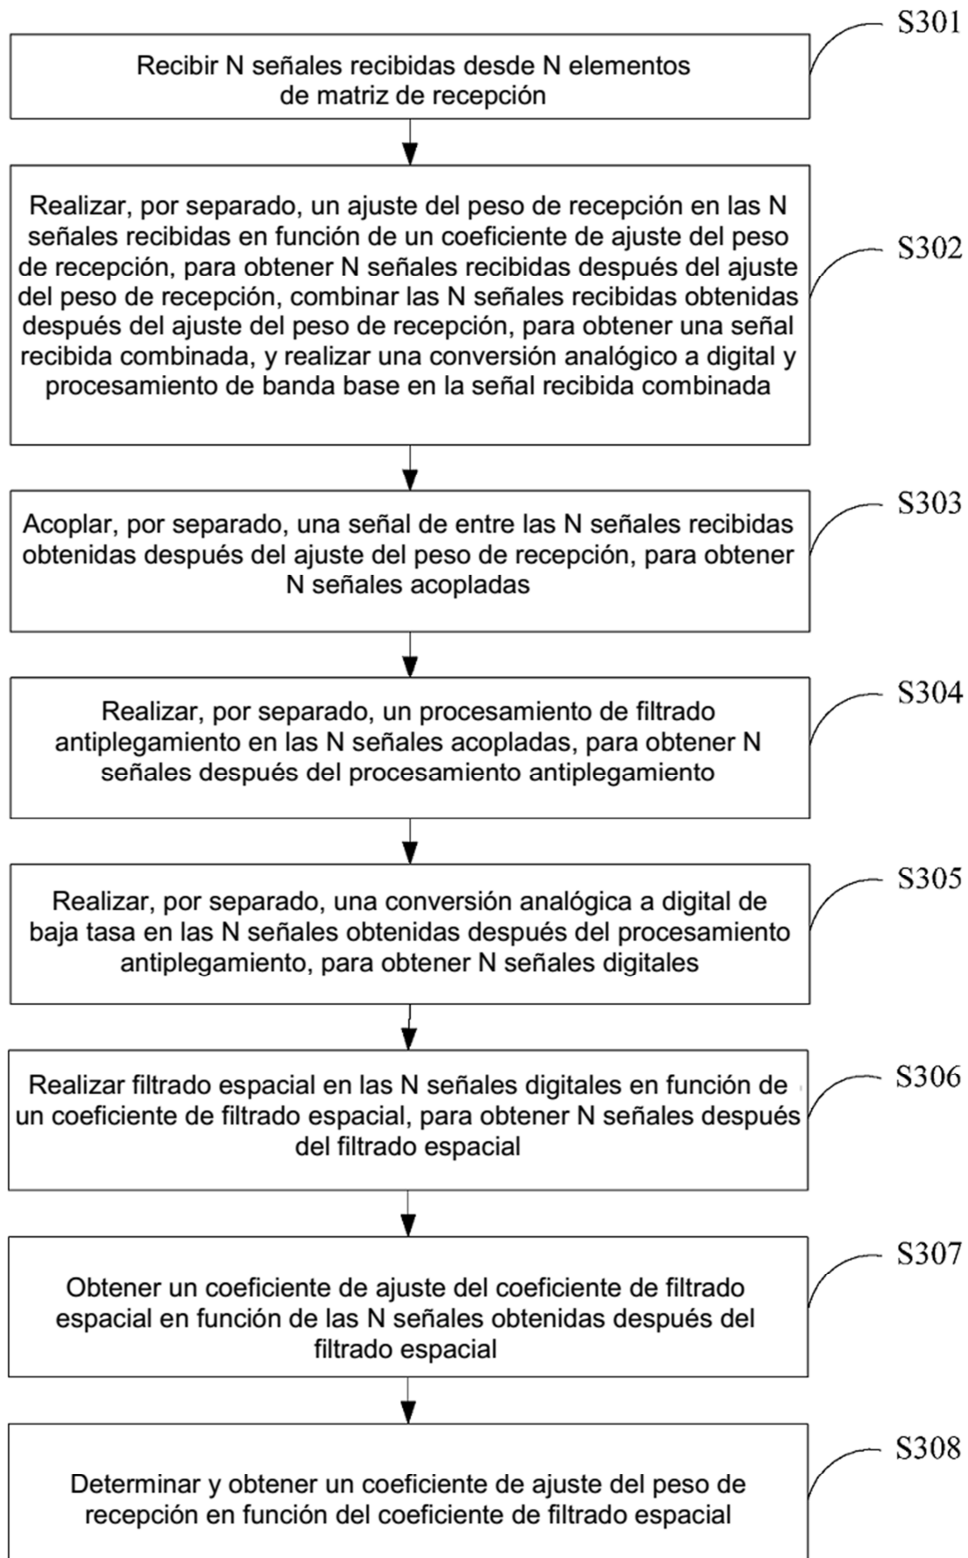 S301
Recibir N señales recibidas desde N elementos
de matriz de recepción
Realizar, por separado, un ajuste del peso de recepción en las N
señales recibidas en función de un coeficiente de ajuste del peso
de recepción, para obtener N señales recibidas después del ajuste
del peso de recepción, combinar las N señales recibidas obtenidas
después del ajuste del peso de recepción, para obtener una señal
recibida combinada, y realizar una conversión analógico a digital y
procesamiento de banda base en la señal recibida combinada
S302
Acoplar, por separado, una señal de entre las N señales recibidas
obtenidas después del ajuste del peso de recepción, para obtener
N señales acopladas
S303
Realizar, por separado, un procesamiento de filtrado
antiplegamiento en las N señales acopladas, para obtener N
señales después del procesamiento antiplegamiento
S304
Realizar, por separado, una conversión analógica a digital de
baja tasa en las N señales obtenidas después del procesamiento
antiplegamiento, para obtener N señales digitales
S305
Realizar filtrado espacial en las N señales digitales en función de
un coeficiente de filtrado espacial, para obtener N señales después
del filtrado espacial
S306
Obtener un coeficiente de ajuste del coeficiente de filtrado
espacial en función de las N señales obtenidas después del
filtrado espacial
S307
Determinar y obtener un coeficiente de ajuste del peso de
recepción en función del coeficiente de filtrado espacial
S308